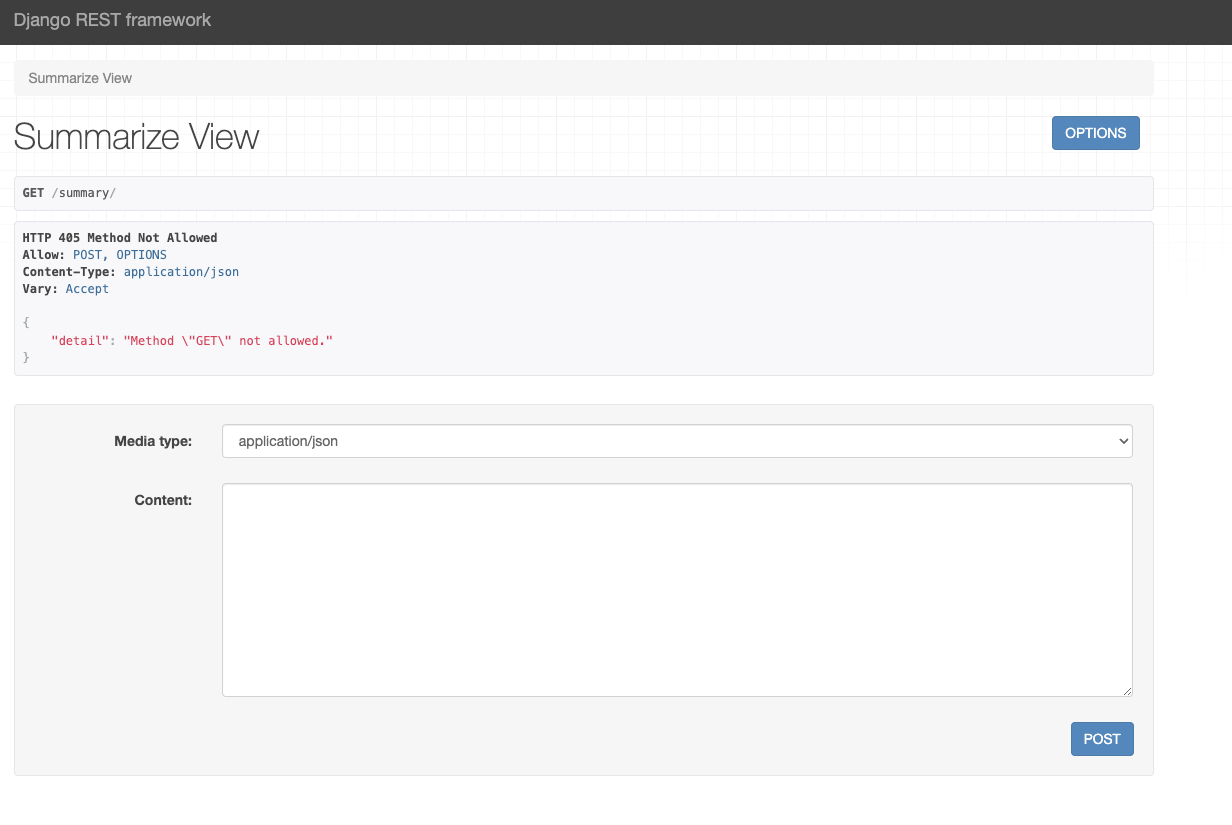 Django REST framework
Summarize View
Summarize View
OPTIONS
GET /summary/
HTTP 405 Method Not Allowed
Allow: POST, OPTIONS
Content-Type: application/json
Vary: Accept
{
    "detail": "Method \"GET\" not allowed."
}
Media type:
application/json
Content:
POST